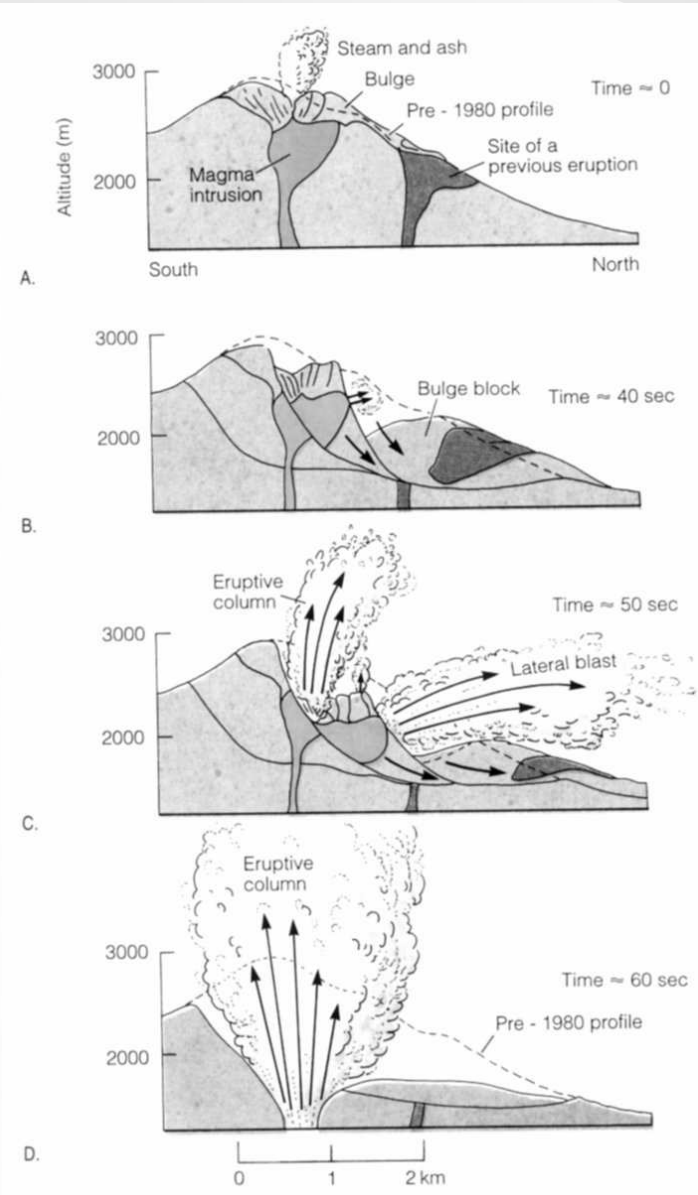 Steam and ash
3000
Bulge
Time ≈ 0
Pre - 1980 profile
Altitude (m)
Site of a
previous eruption
Magma
intrusion
2000
South
North
A.
3000
Bulge block
Time ≈ 40 sec
2000
B.
Eruptive
column
Time ≈ 50 sec
3000
Lateral blast
2000
C.
Eruptive
column
3000
Time ≈ 60 sec
Pre - 1980 profile
2000
D.
0
1
2 km